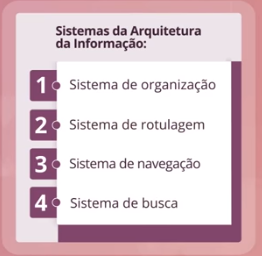 Sistemas da Arquitetura
da Informação:
1 Sistema de organização
2 Sistema de rotulagem
3 Sistema de navegação
4 Sistema de busca